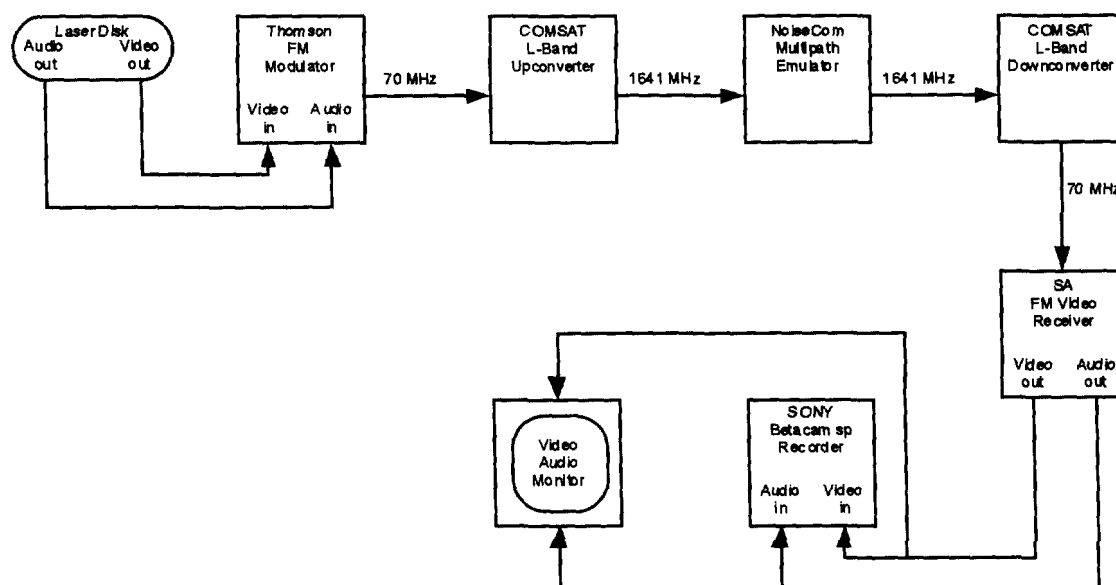 Laser Disk
Audio out
Video out
Thomson
FM
Modulator
Video in
Audio in
70 MHz
COMSAT
L-Band
Upconverter
1641 MHz
NoiseCom
Multipath
Emulator
1641 MHz
COMSAT
L-Band
Downconverter
70 MHz
SA
FM Video
Receiver
Video out
Audio out
Video
Audio
Monitor
SONY
Betacam sp
Recorder
Audio in
Video in